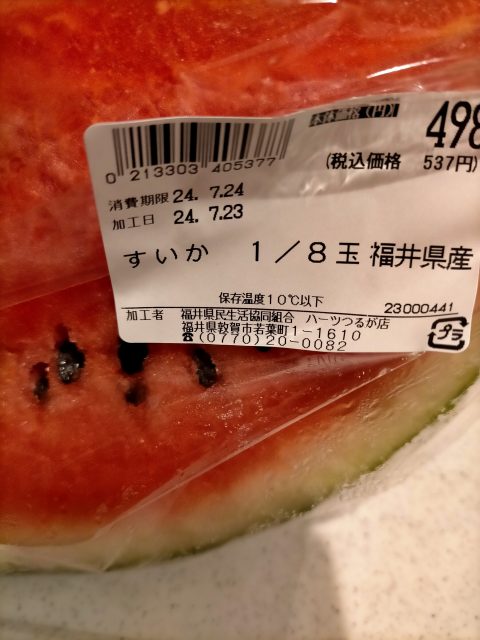 本体価格(円) 498
0 213303 405377
(税込価格 537円)
消費期限 24. 7.24
加工日 24. 7.23
すいか 1/8玉 福井県産
保存温度10℃以下
23000441
加工者 福井県民生活協同組合 ハーツつるが店
福井県敦賀市若葉町1-1610
☎(0770)20-0082
プラ